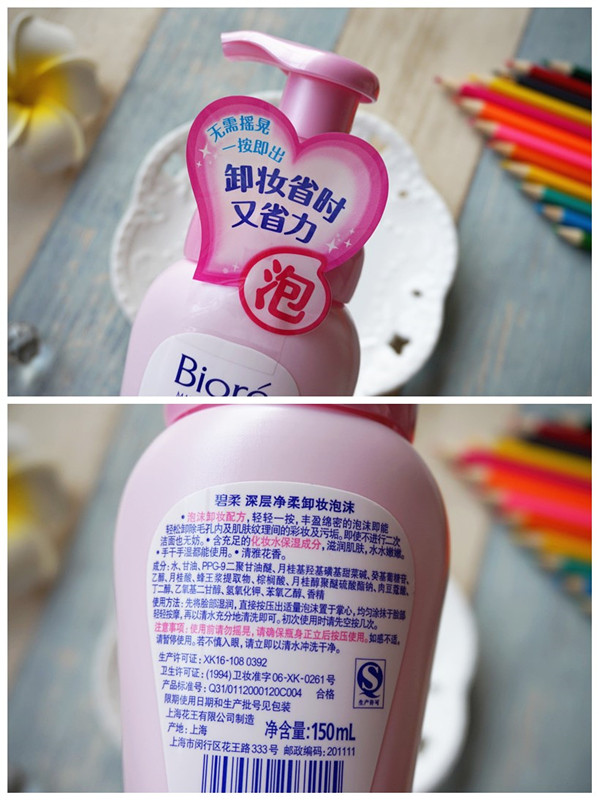 无需摇晃
一按即出
卸妆省时
又省力
泡
Bioré
碧柔 深层净柔卸妆泡沫
•泡沫卸妆配方,轻轻一按,丰盈绵密的泡沫即能
轻松卸除毛孔内及肌肤纹理间的彩妆及污垢。即使不进行二次
洁面也无妨。•含充足的化妆水保湿成分,滋润肌肤,水水嫩嫩。
•手干手湿都能使用。•清雅花香。
成分:水、甘油、PPG-9二聚甘油醚、月桂基羟基磺基甜菜碱、癸基葡糖苷、
乙醇、月桂酸、蜂王浆提取物、棕榈酸、月桂醇聚醚硫酸酯钠、肉豆蔻酸、
丁二醇、乙氧基二甘醇、氢氧化钾、苯氧乙醇、香精
使用方法:先将脸部湿润,直接按压出适量泡沫置于掌心,均匀涂抹于脸部
轻轻按摩,再以清水充分地清洗即可。初次使用时请先空按几次。
注意事项:使用前请勿摇晃,请确保瓶身正立后按压使用。如感不适,
请暂停使用。若不慎入眼,请立即以清水冲洗干净。
生产许可证:XK16-108 0392
卫生许可证:(1994)卫妆准字 06-XK-0261号
产品标准号:Q31/0112000120C004 合格
限期使用日期和生产批号见包装
上海花王有限公司制造
产地:上海
净含量:150mL
上海市闵行区花王路333号 邮政编码:201111
生产许可